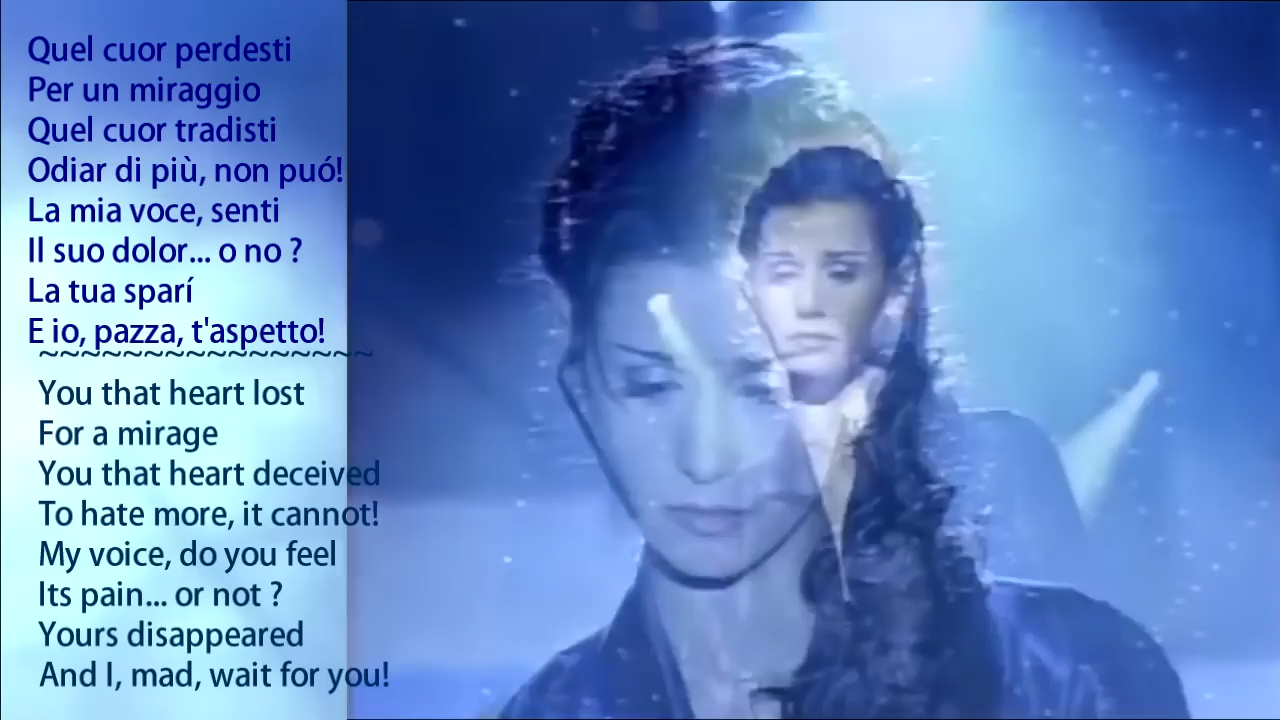 Quel cuor perdesti
Per un miraggio
Quel cuor tradisti
Odiar di più, non puó!
La mia voce, senti
Il suo dolor... o no ?
La tua sparí
E io, pazza, t'aspetto!
~~~~~~~~~~~~~~~~
You that heart lost
For a mirage
You that heart deceived
To hate more, it cannot!
My voice, do you feel
Its pain... or not ?
Yours disappeared
And I, mad, wait for you!